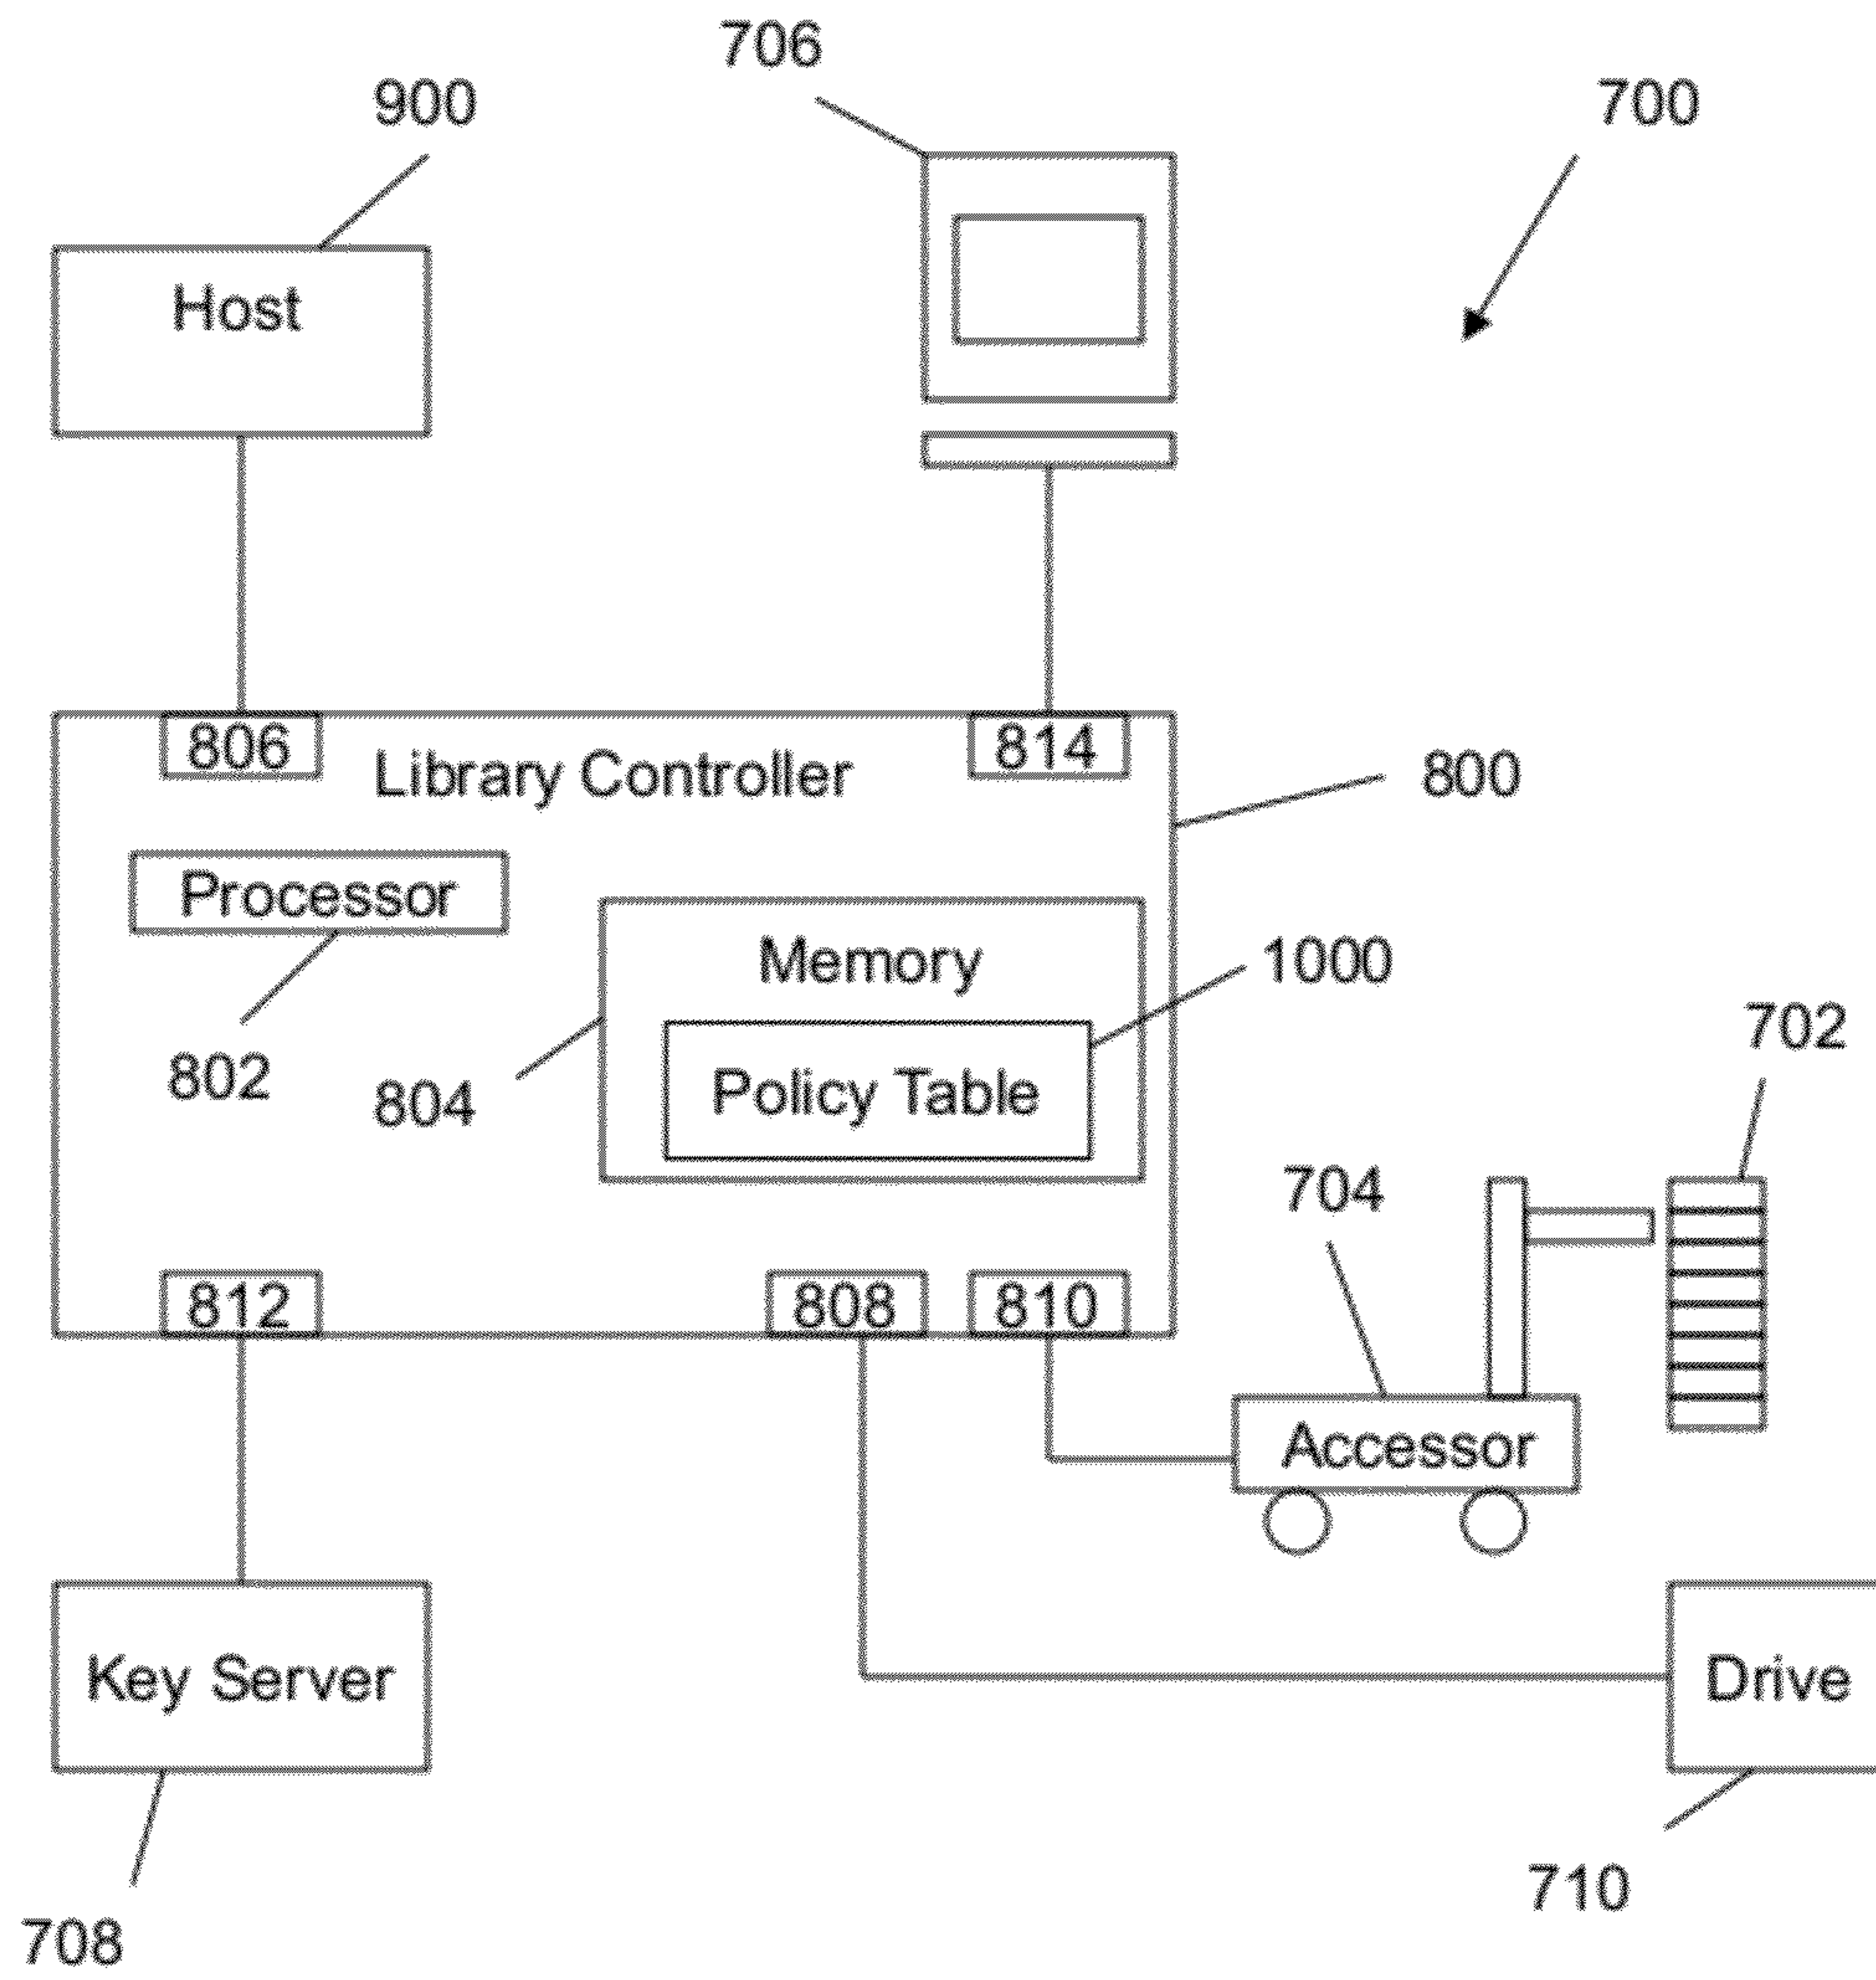 706
900
700
Host
806
814
Library Controller
800
Processor
Memory
1000
702
802
804
Policy Table
704
812
808
810
Accessor
Key Server
Drive
710
708